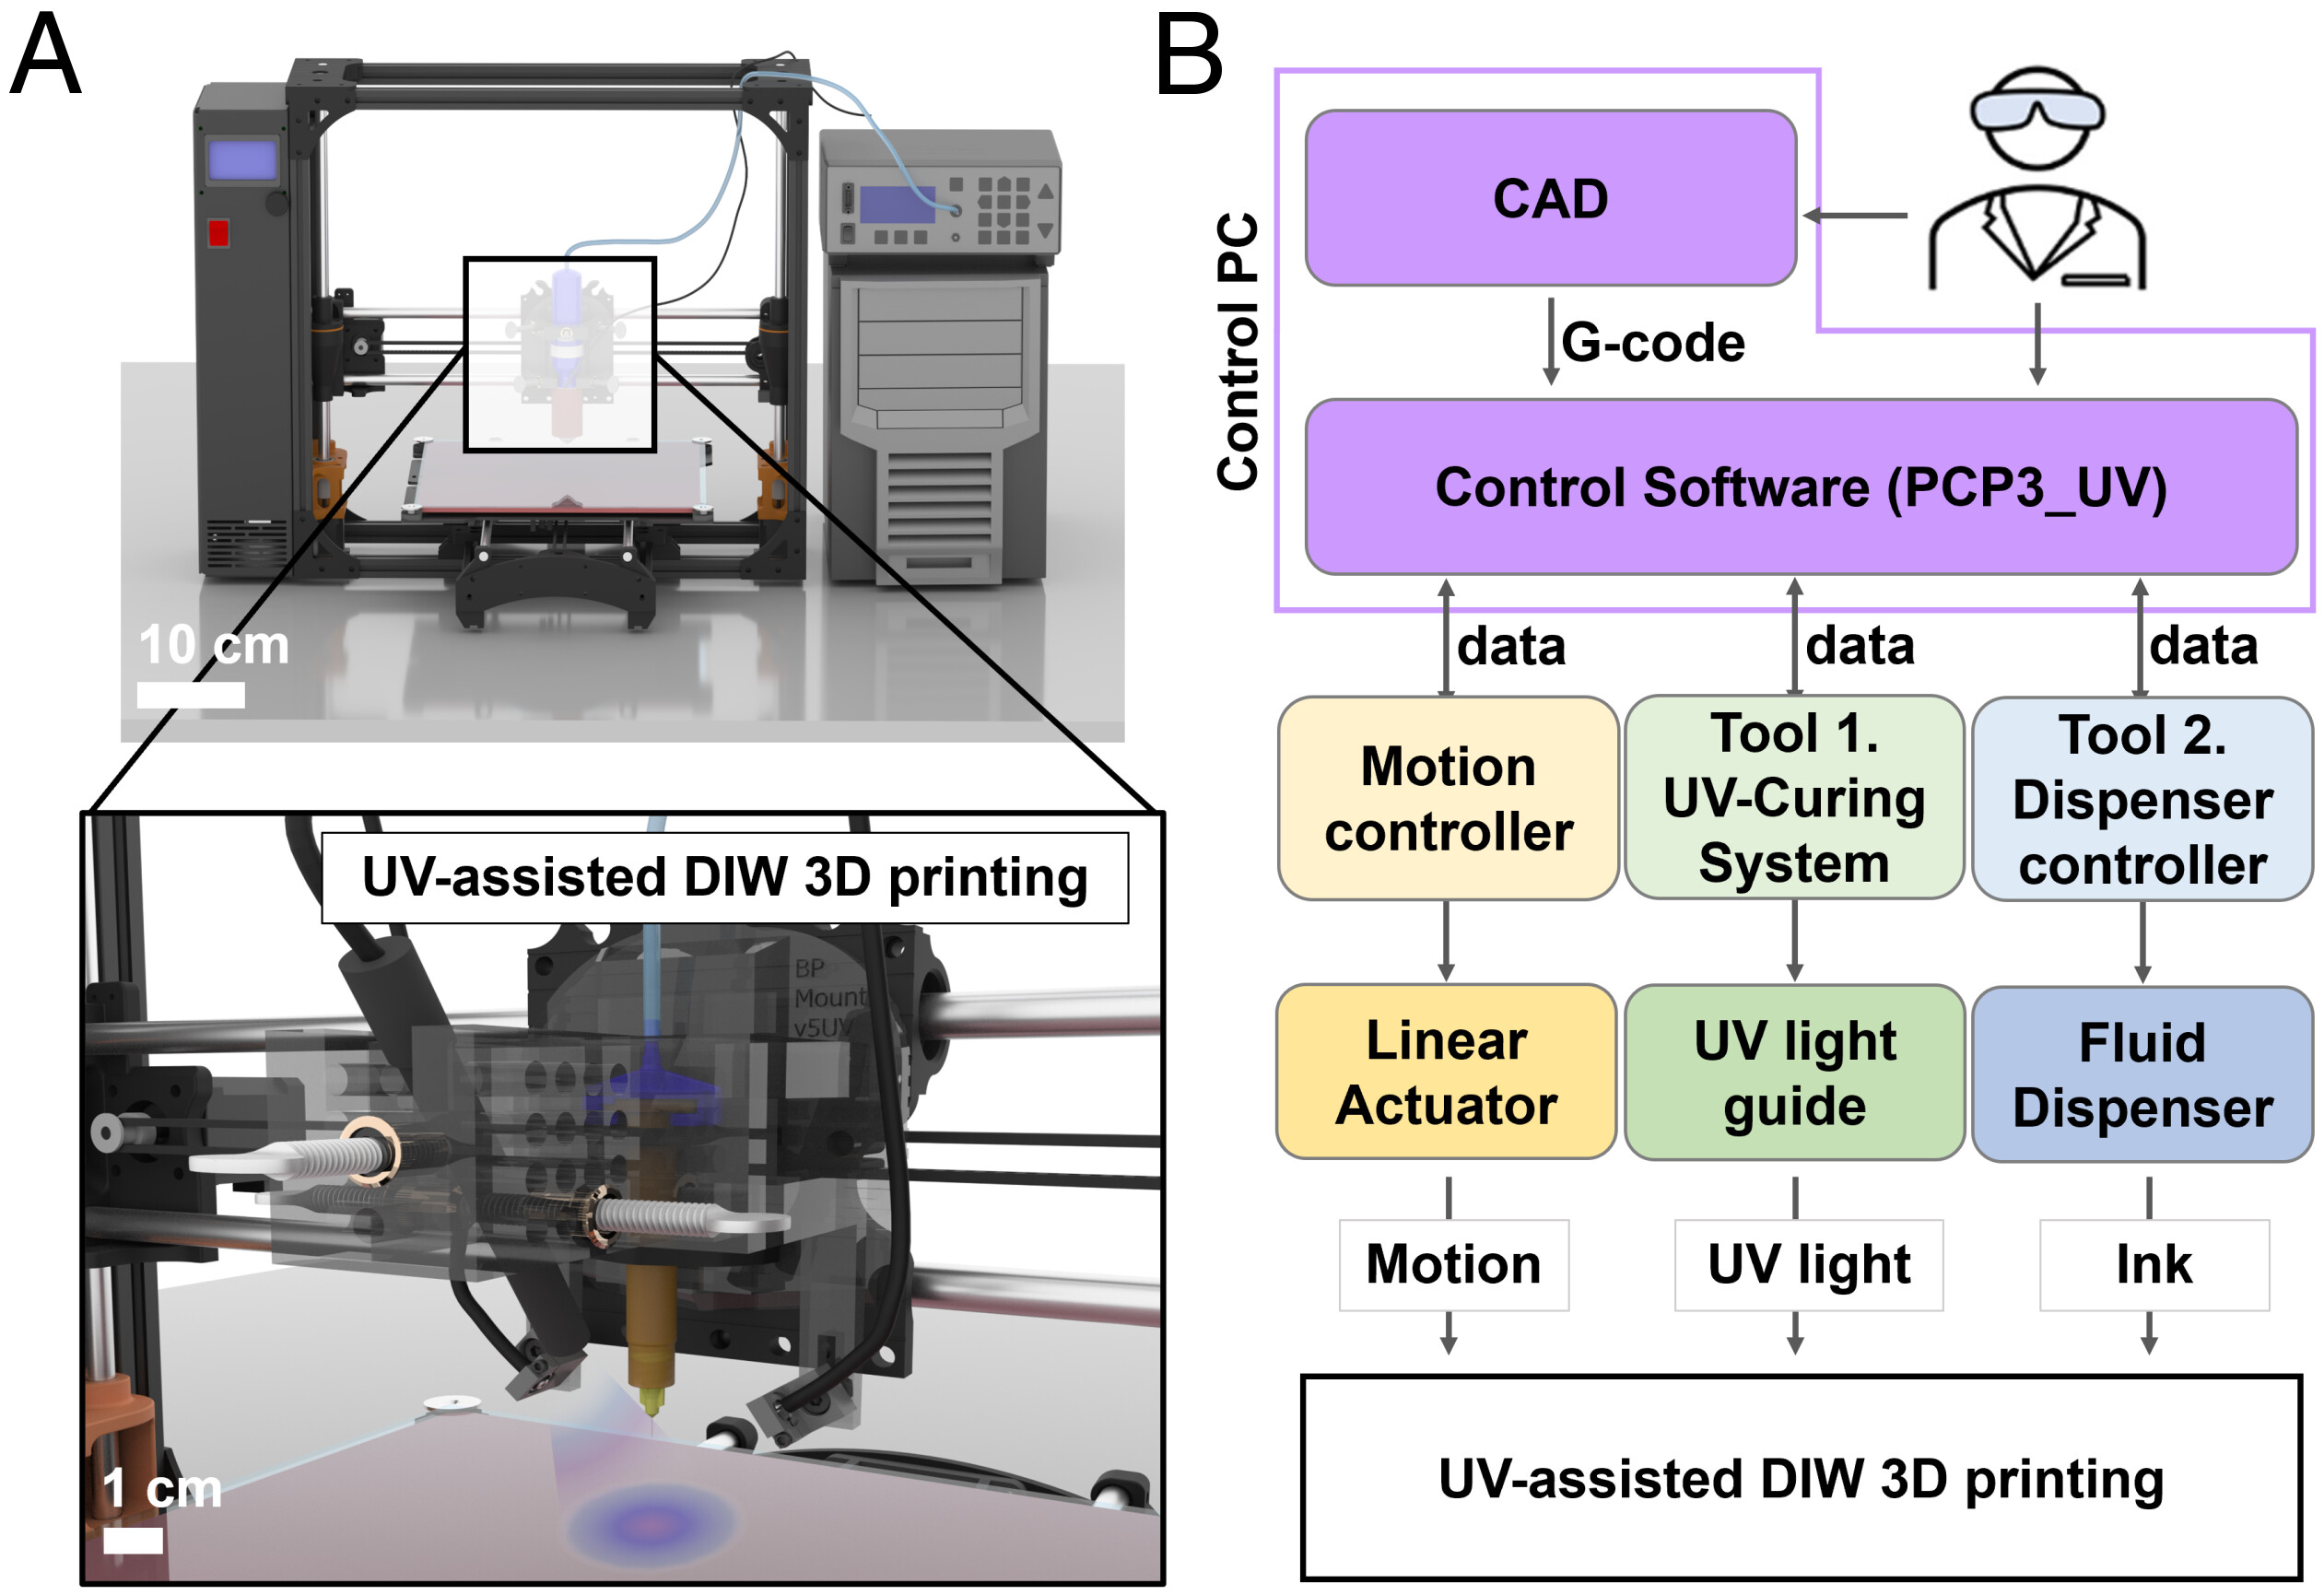 A
10 cm
UV-assisted DIW 3D printing
BP
Mount
v5UV
1 cm
B
Control PC
CAD
G-code
Control Software (PCP3_UV)
data
data
data
Motion
controller
Tool 1.
UV-Curing
System
Tool 2.
Dispenser
controller
Linear
Actuator
UV light
guide
Fluid
Dispenser
Motion
UV light
Ink
UV-assisted DIW 3D printing